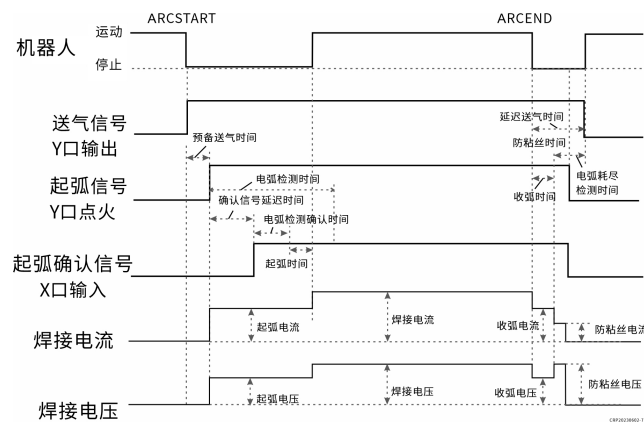 ARCSTART
ARCEND
机器人
运动
停止
送气信号
Y口输出
延迟送气时间
预备送气时间
防粘丝时间
起弧信号
Y口点火
电弧检测时间
电弧耗尽
检测时间
确认信号延迟时间
收弧时间
电弧检测确认时间
起弧确认信号
X口输入
起弧时间
焊接电流
起弧电流
焊接电流
收弧电流
防粘丝电流
焊接电压
起弧电压
焊接电压
收弧电压
防粘丝电压